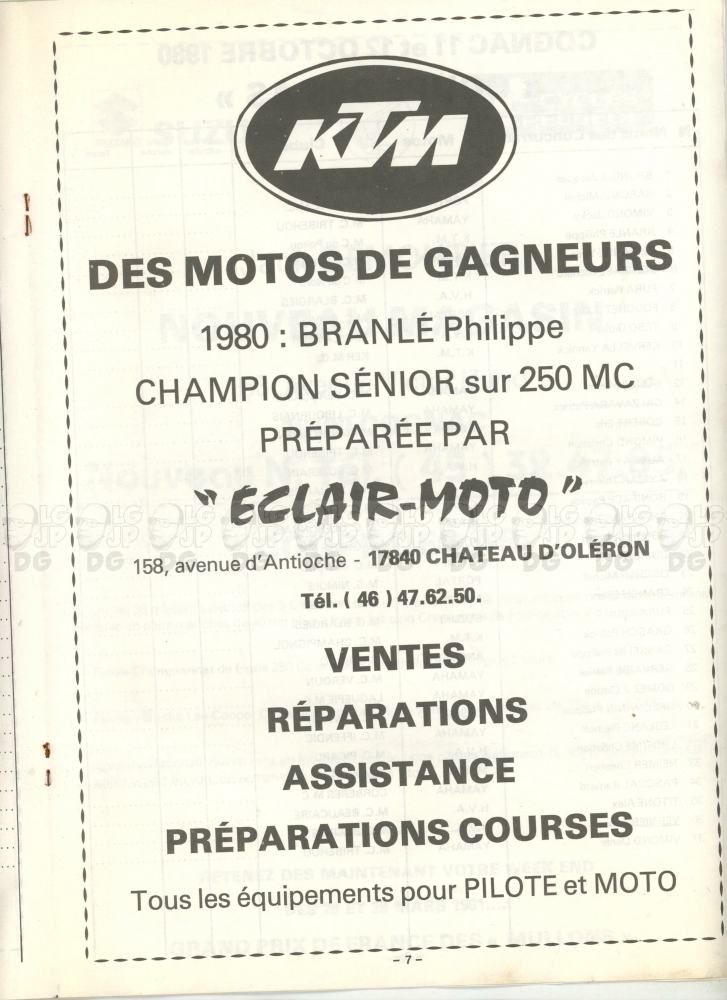 KTM
DES MOTOS DE GAGNEURS
1980 : BRANLÉ Philippe
CHAMPION SÉNIOR sur 250 MC
PRÉPARÉE PAR
“ ECLAIR-MOTO ”
158, avenue d'Antioche - 17840 CHATEAU D'OLÉRON
Tél. ( 46 ) 47.62.50.
VENTES
RÉPARATIONS
ASSISTANCE
PRÉPARATIONS COURSES
Tous les équipements pour PILOTE et MOTO
- 7 -